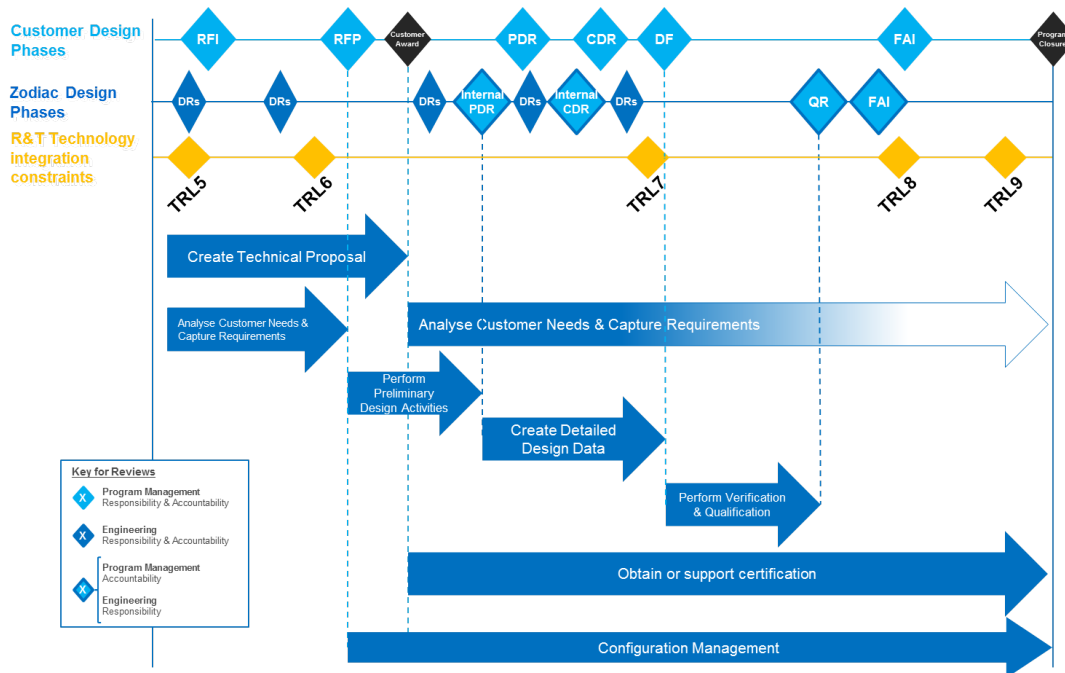 Customer Design
Phases
RFI
RFP
Customer
Award
PDR
CDR
DF
FAI
Program
Closure
Zodiac Design
Phases
DRs
DRs
DRs
Internal
PDR
DRs
Internal
CDR
DRs
QR
FAI
R&T Technology
integration
constraints
TRL5
TRL6
TRL7
TRL8
TRL9
Create Technical Proposal
Analyse Customer Needs &
Capture Requirements
Analyse Customer Needs & Capture Requirements
Perform
Preliminary
Design Activities
Create Detailed
Design Data
Perform Verification
& Qualification
Obtain or support certification
Configuration Management
Key for Reviews
X
Program Management
Responsibility & Accountability
X
Engineering
Responsibility & Accountability
X
Program Management
Accountability
Engineering
Responsibility